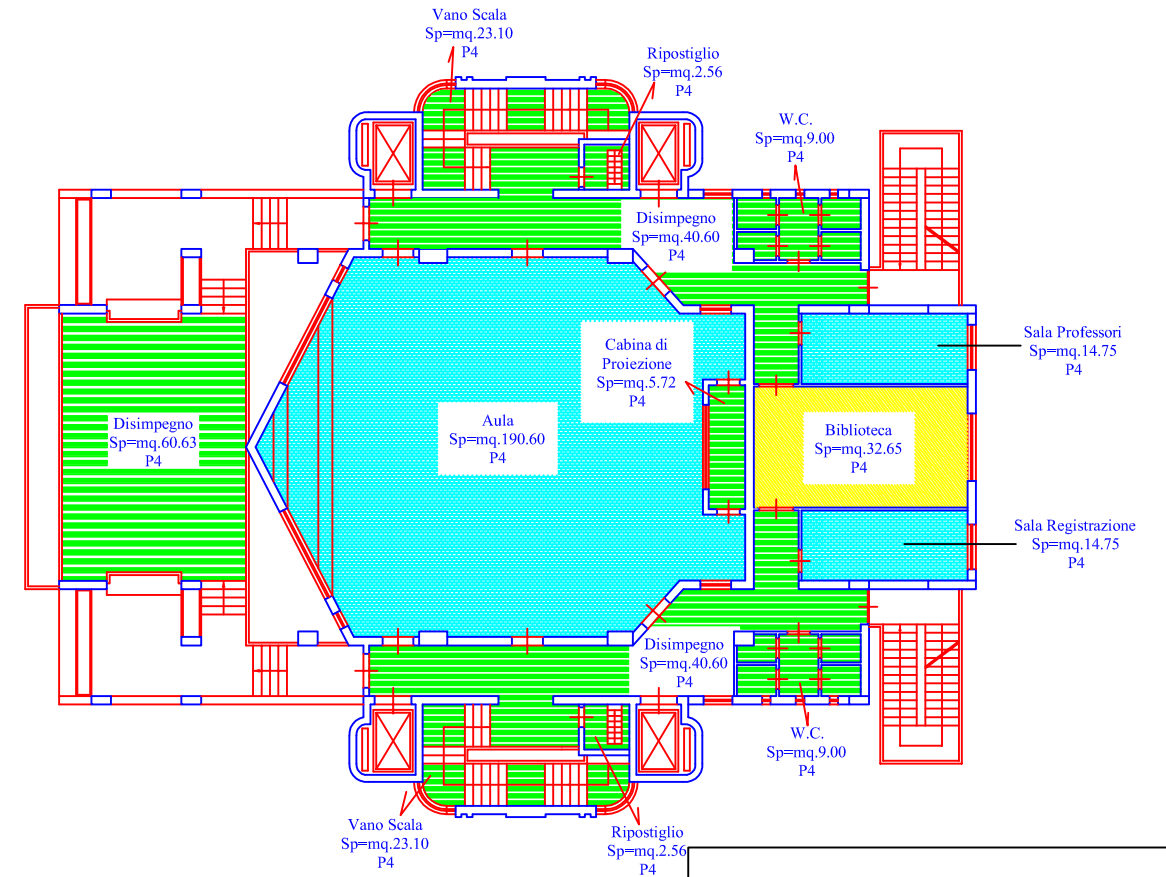 Vano Scala
Sp=mq.23.10
P4
Ripostiglio
Sp=mq.2.56
P4
W.C.
Sp=mq.9.00
P4
Disimpegno
Sp=mq.40.60
P4
Cabina di
Proiezione
Sp=mq.5.72
P4
Sala Professori
Sp=mq.14.75
P4
Disimpegno
Sp=mq.60.63
P4
Aula
Sp=mq.190.60
P4
Biblioteca
Sp=mq.32.65
P4
Sala Registrazione
Sp=mq.14.75
P4
Disimpegno
Sp=mq.40.60
P4
W.C.
Sp=mq.9.00
P4
Vano Scala
Sp=mq.23.10
P4
Ripostiglio
Sp=mq.2.56
P4